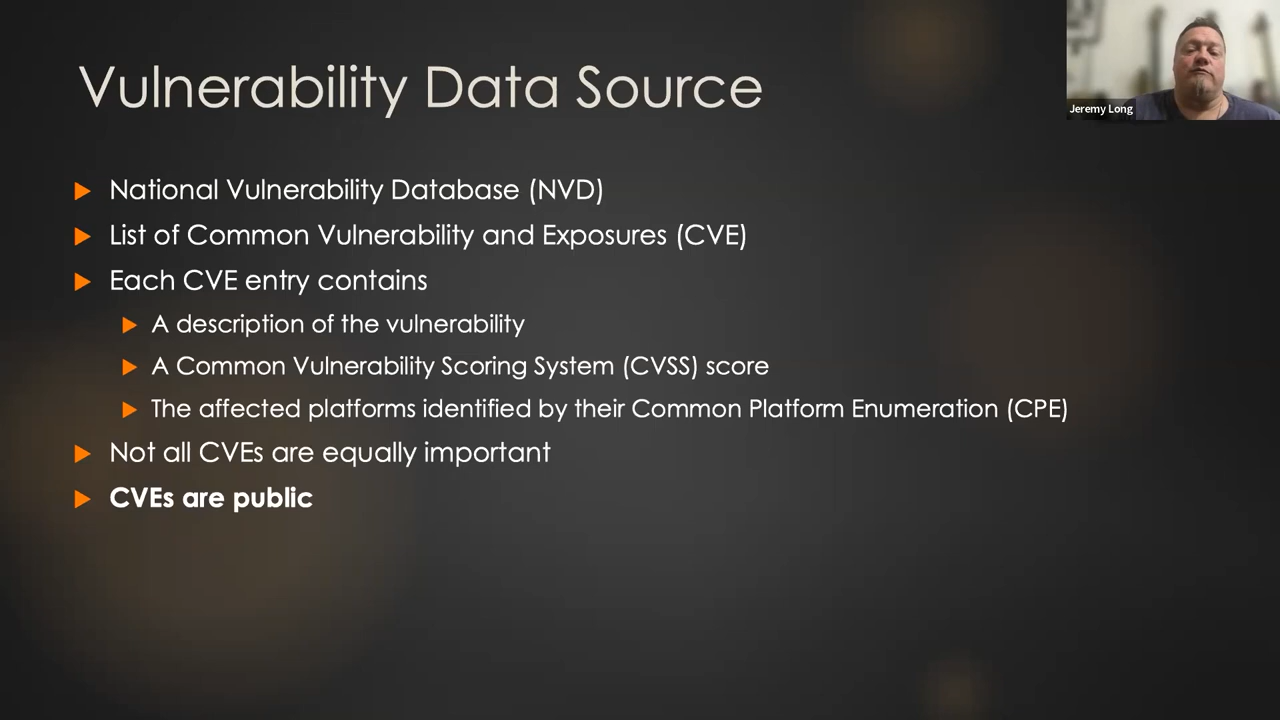 Vulnerability Data Source
Jeremy Long
National Vulnerability Database (NVD)
List of Common Vulnerability and Exposures (CVE)
Each CVE entry contains
A description of the vulnerability
A Common Vulnerability Scoring System (CVSS) score
The affected platforms identified by their Common Platform Enumeration (CPE)
Not all CVEs are equally important
CVEs are public